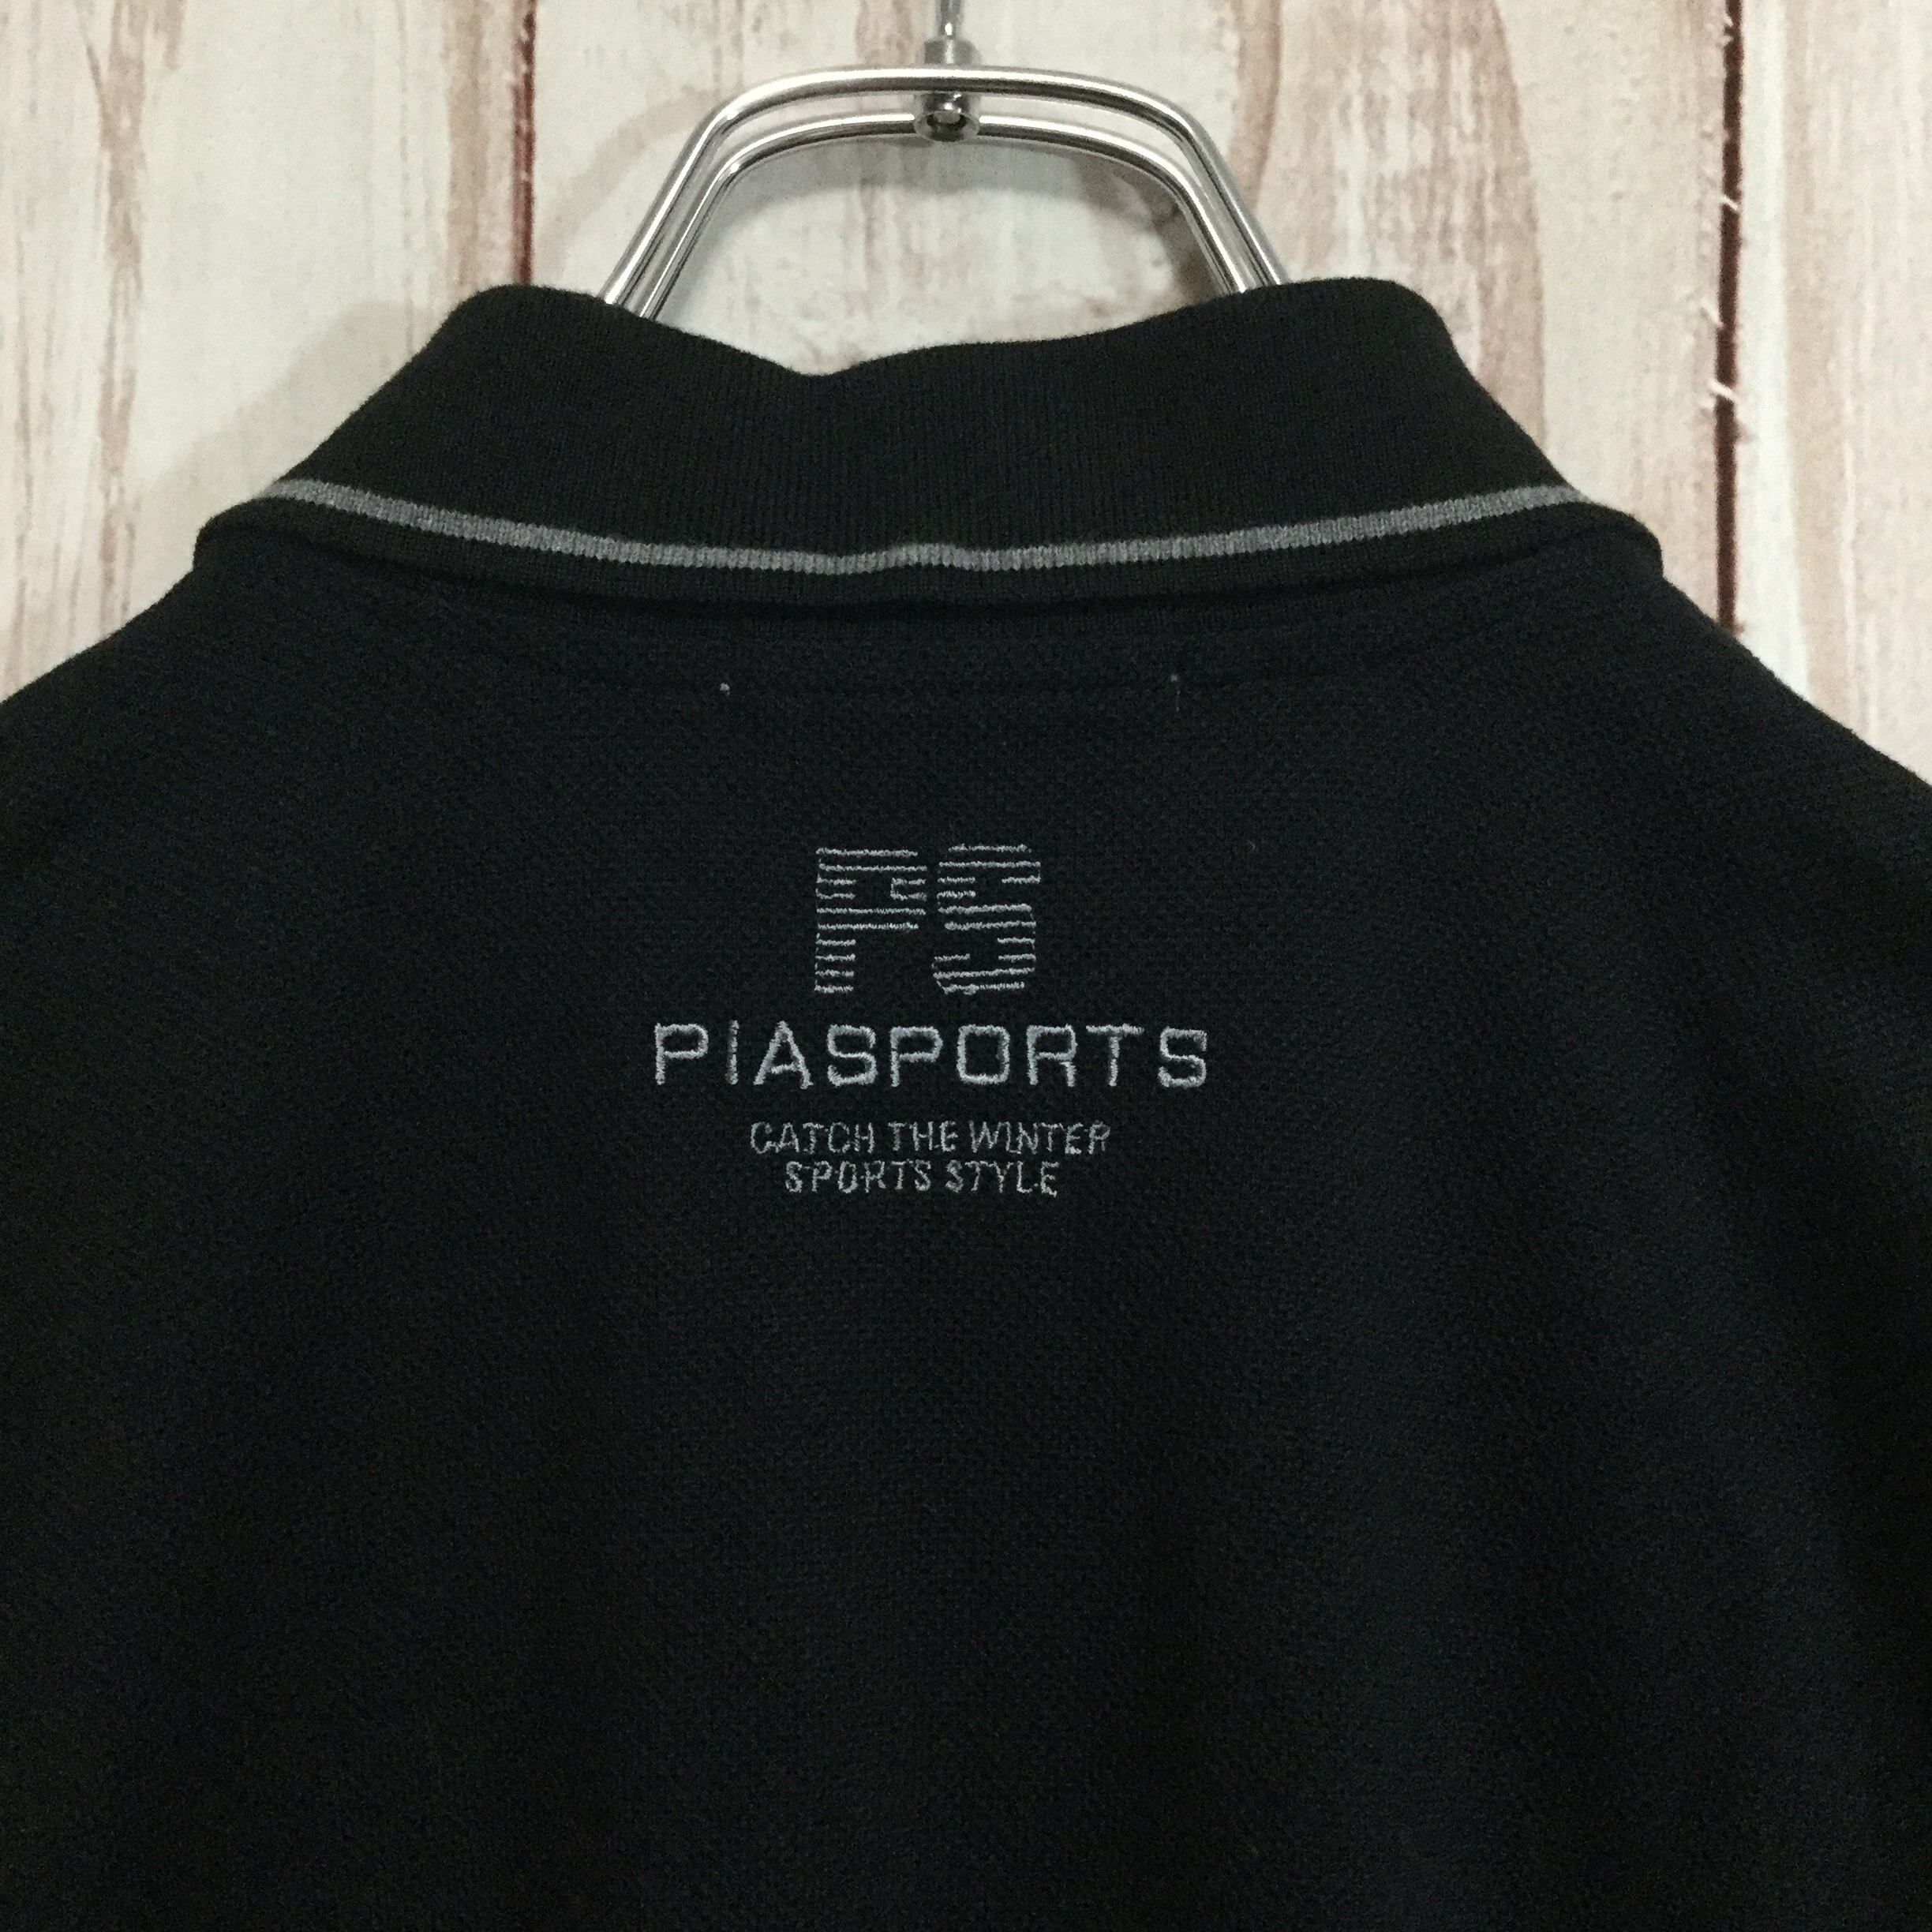 PS
PIASPORTS
CATCH THE WINTER
SPORTS STYLE